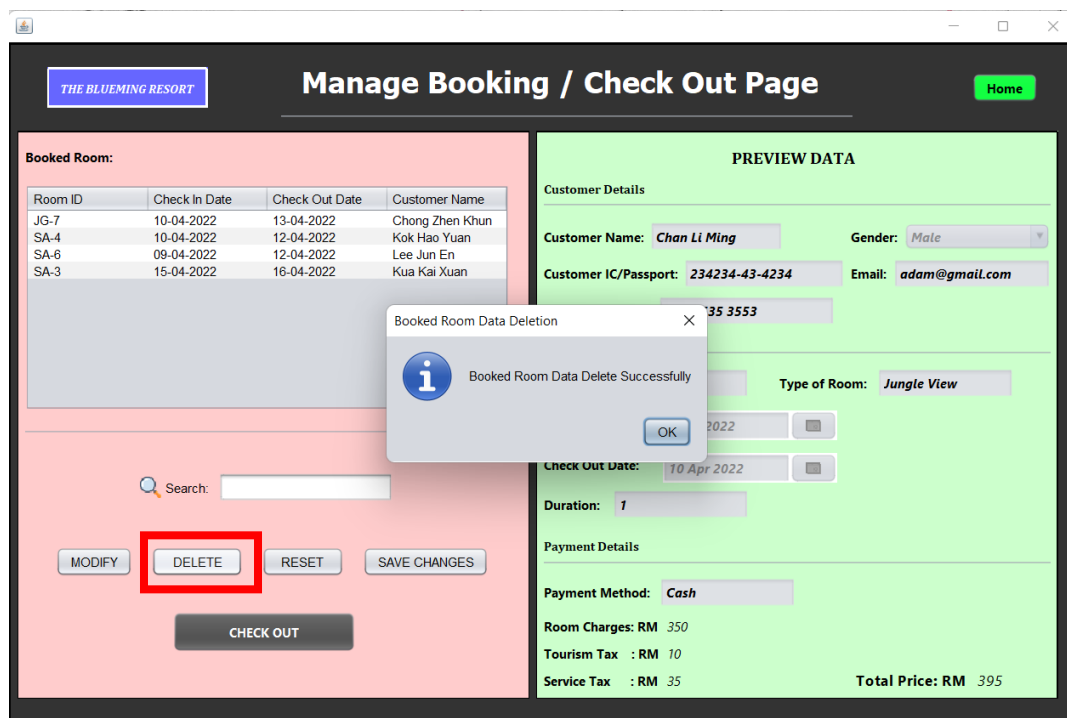 THE BLUEMING RESORT
Manage Booking / Check Out Page
Home
Booked Room:
Room ID Check In Date Check Out Date Customer Name
JG-7 10-04-2022 13-04-2022 Chong Zhen Khun
SA-4 10-04-2022 12-04-2022 Kok Hao Yuan
SA-6 09-04-2022 12-04-2022 Lee Jun En
SA-3 15-04-2022 16-04-2022 Kua Kai Xuan
Search:
MODIFY DELETE RESET SAVE CHANGES
CHECK OUT
Booked Room Data Deletion
Booked Room Data Delete Successfully
OK
PREVIEW DATA
Customer Details
Customer Name: Chan Li Ming Gender: Male
Customer IC/Passport: 234234-43-4234 Email: adam@gmail.com
35 3553
Type of Room: Jungle View
2022
Check Out Date: 10 Apr 2022
Duration: 1
Payment Details
Payment Method: Cash
Room Charges: RM 350
Tourism Tax : RM 10
Service Tax : RM 35 Total Price: RM 395